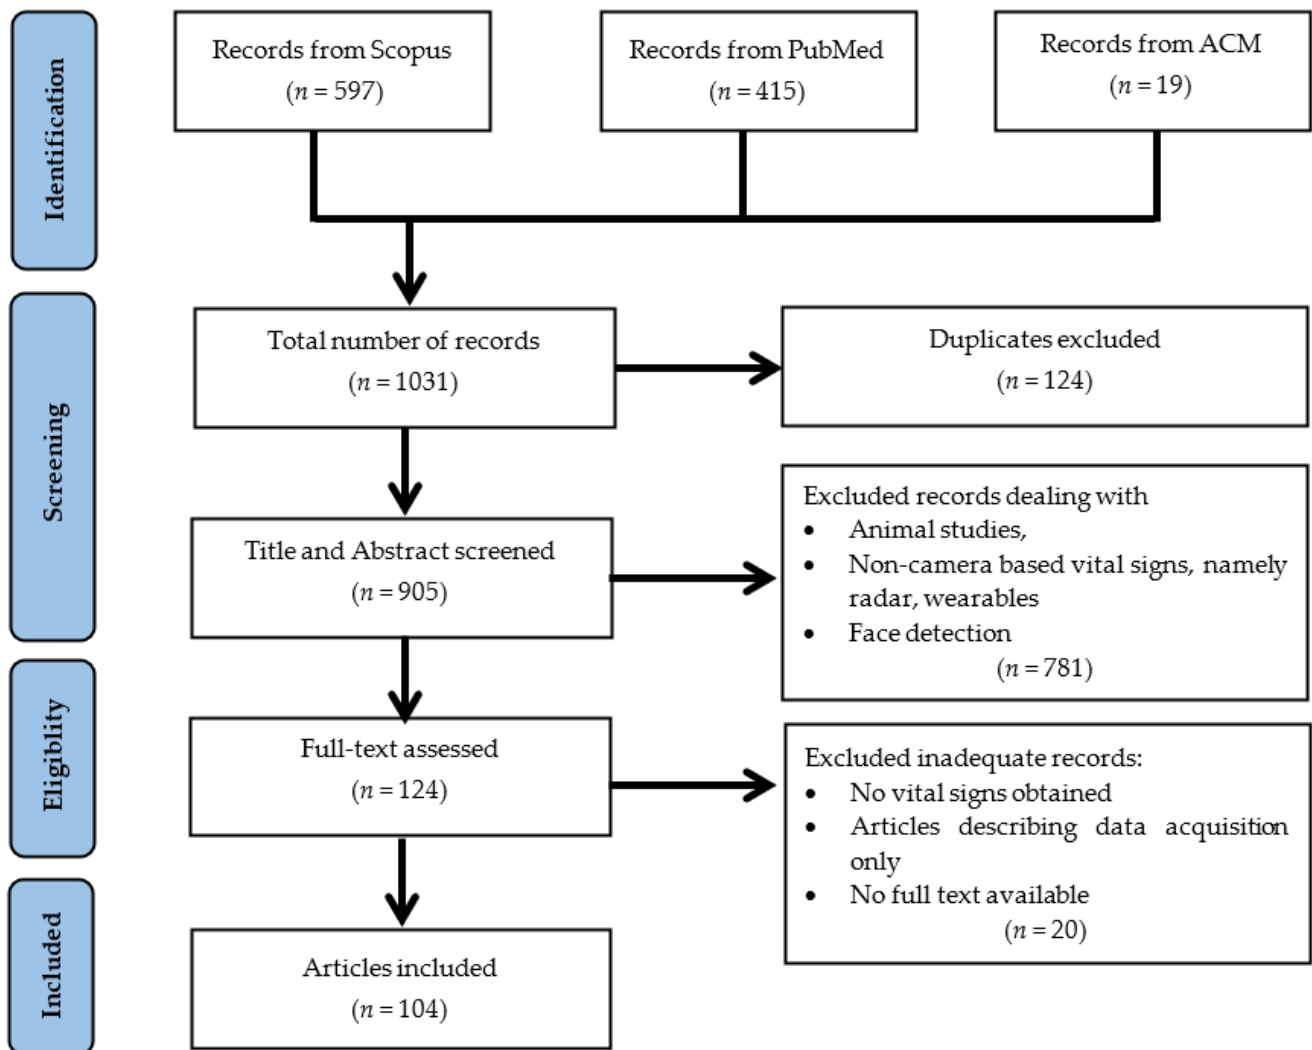 Identification
Records from Scopus
(n = 597)
Records from PubMed
(n = 415)
Records from ACM
(n = 19)
Screening
Total number of records
(n = 1031)
Duplicates excluded
(n = 124)
Title and Abstract screened
(n = 905)
Excluded records dealing with
• Animal studies,
• Non-camera based vital signs, namely
radar, wearables
• Face detection
(n = 781)
Eligiblity
Full-text assessed
(n = 124)
Excluded inadequate records:
• No vital signs obtained
• Articles describing data acquisition
only
• No full text available
(n = 20)
Included
Articles included
(n = 104)